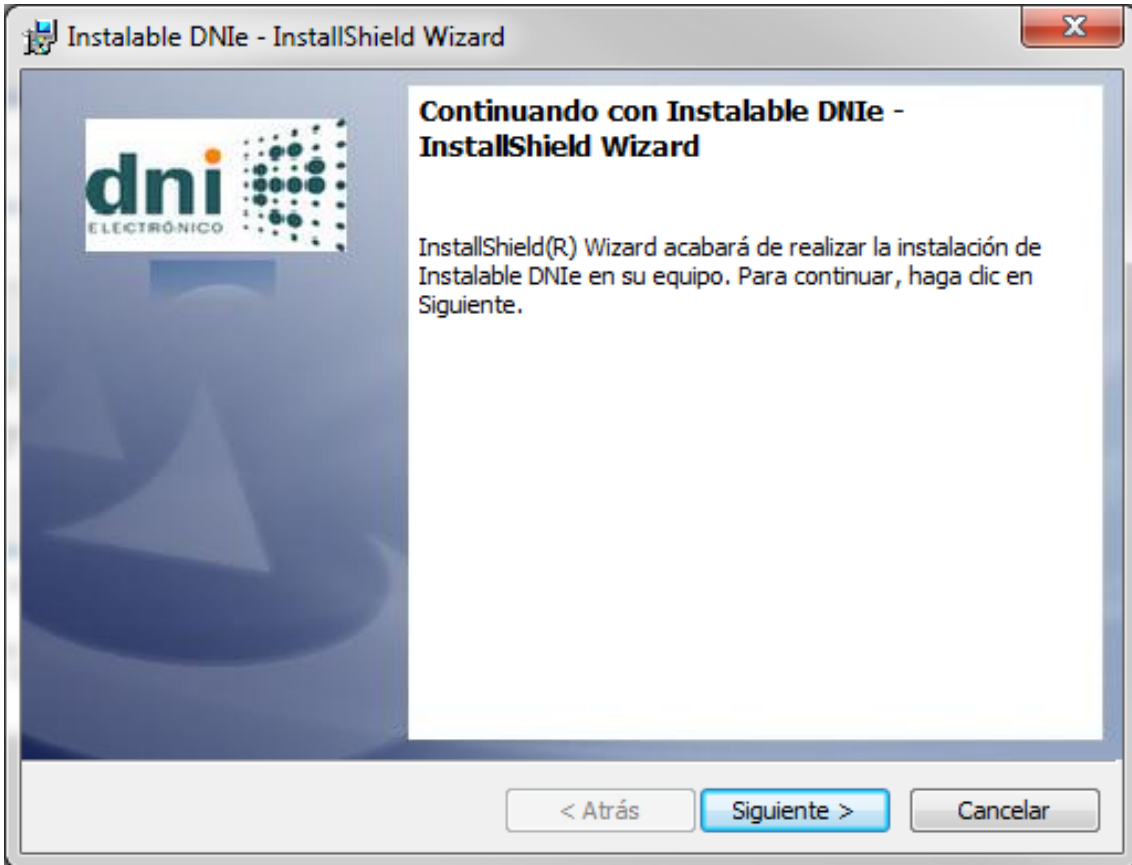 Instalable DNIe - InstallShield Wizard
x
dni
ELECTRÓNICO
Continuando con Instalable DNIe -
InstallShield Wizard
InstallShield(R) Wizard acabará de realizar la instalación de
Instalable DNIe en su equipo. Para continuar, haga clic en
Siguiente.
< Atrás
Siguiente >
Cancelar